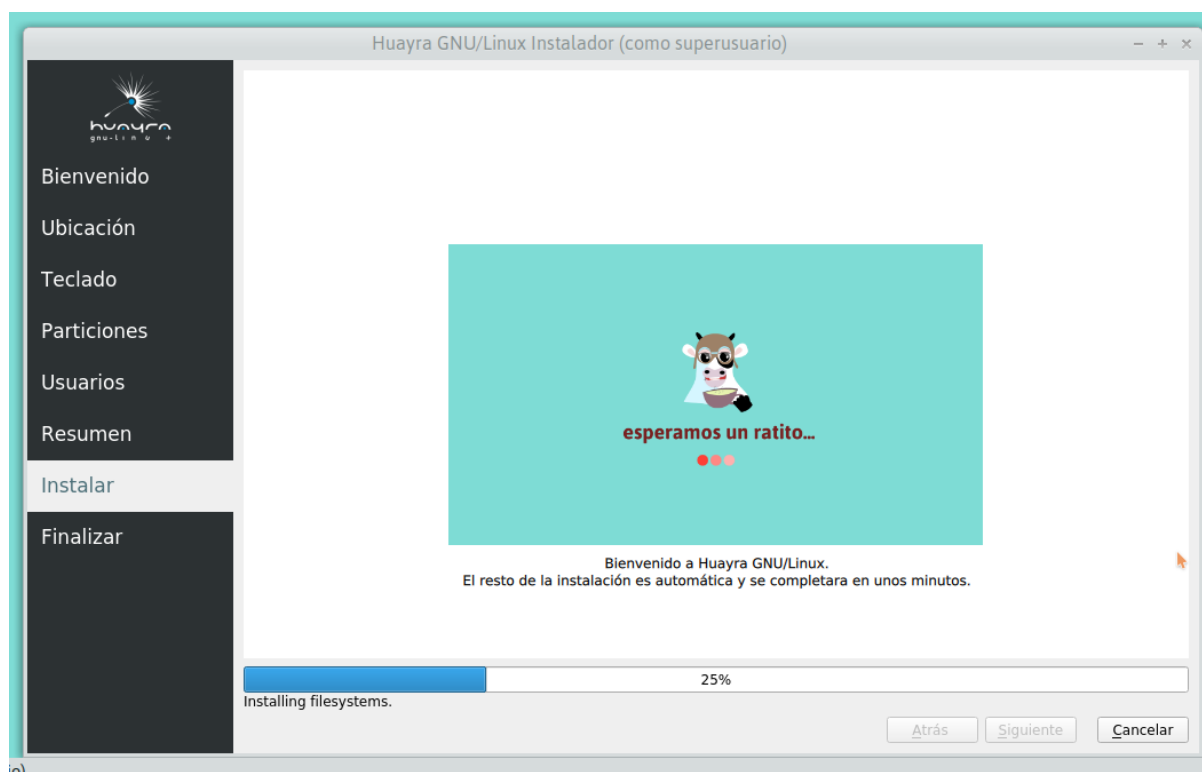 Huayra GNU/Linux Instalador (como superusuario)
huayra
gnu-linux
Bienvenido
Ubicación
Teclado
Particiones
Usuarios
Resumen
Instalar
Finalizar
esperamos un ratito...
Bienvenido a Huayra GNU/Linux.
El resto de la instalación es automática y se completara en unos minutos.
25%
Installing filesystems.
Atrás
Siguiente
Cancelar